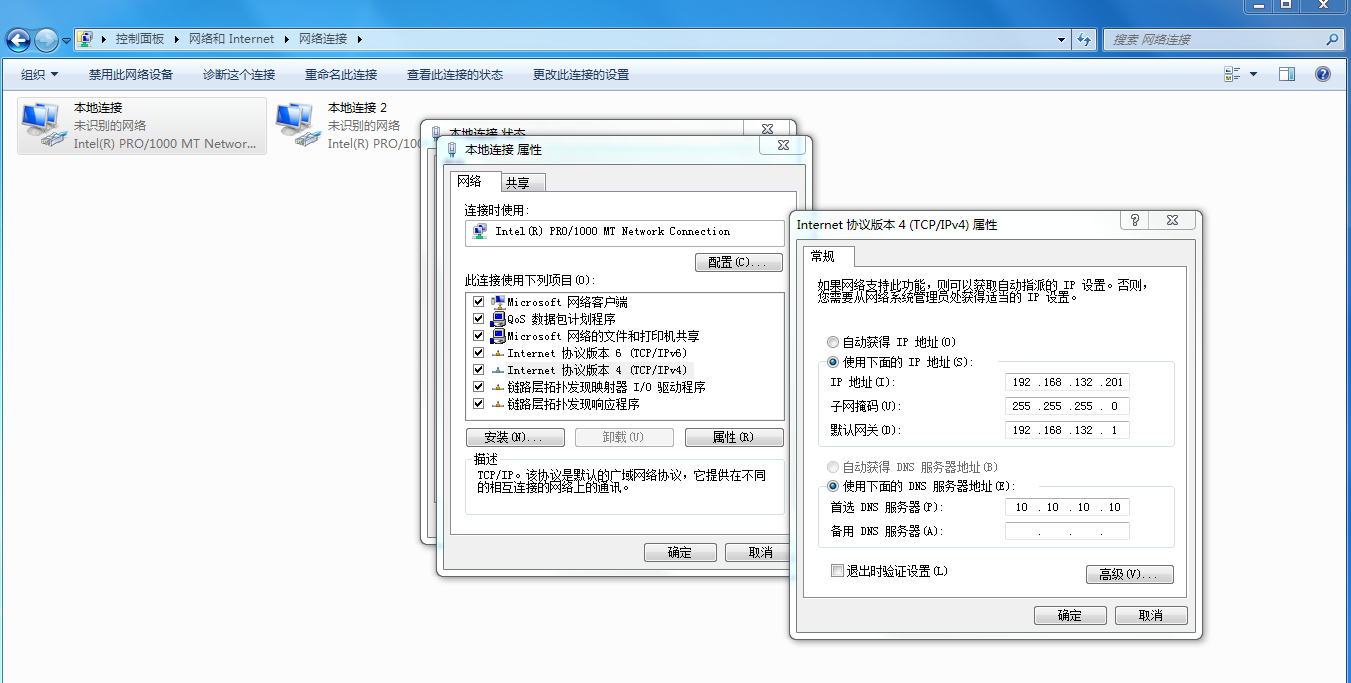 控制面板 网络和 Internet 网络连接
搜索 网络连接
组织 禁用此网络设备 诊断这个连接 重命名此连接 查看此连接的状态 更改此连接的设置
本地连接
未识别的网络
Intel(R) PRO/1000 MT Networ...
本地连接 2
未识别的网络
Intel(R) PRO/100
本地连接 状态
本地连接 属性
网络 共享
连接时使用:
Intel(R) PRO/1000 MT Network Connection
配置(C)...
此连接使用下列项目(O):
Microsoft 网络客户端
QoS 数据包计划程序
Microsoft 网络的文件和打印机共享
Internet 协议版本 6 (TCP/IPv6)
Internet 协议版本 4 (TCP/IPv4)
链路层拓扑发现映射器 I/O 驱动程序
链路层拓扑发现响应程序
安装(N)... 卸载(U) 属性(R)
描述
TCP/IP。该协议是默认的广域网络协议，它提供在不同
的相互连接的网络上的通讯。
确定 取消
Internet 协议版本 4 (TCP/IPv4) 属性
常规
如果网络支持此功能，则可以获取自动指派的 IP 设置。否则，
您需要从网络系统管理员处获得适当的 IP 设置。
自动获得 IP 地址(O)
使用下面的 IP 地址(S):
IP 地址(I): 192 .168 .132 .201
子网掩码(U): 255 .255 .255 . 0
默认网关(D): 192 .168 .132 . 1
自动获得 DNS 服务器地址(B)
使用下面的 DNS 服务器地址(E):
首选 DNS 服务器(P): 10 . 10 . 10 . 10
备用 DNS 服务器(A): . . .
退出时验证设置(L)
高级(V)...
确定 取消